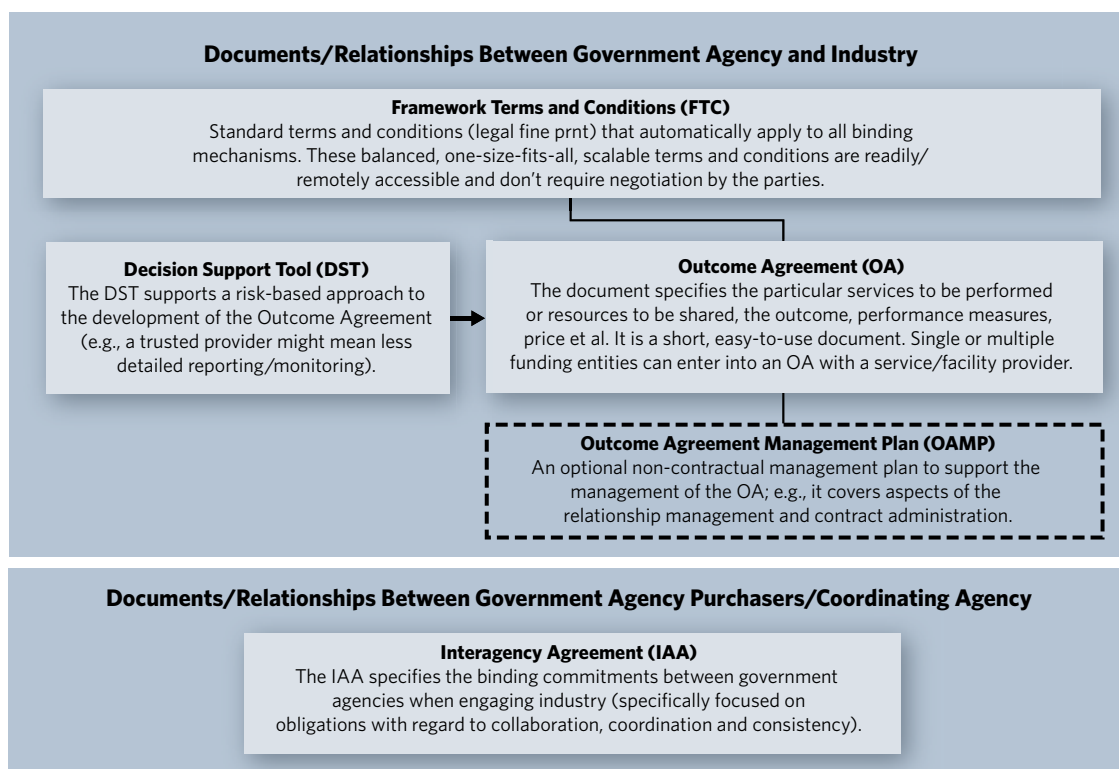 Documents/Relationships Between Government Agency and Industry
Framework Terms and Conditions (FTC)
Standard terms and conditions (legal fine prnt) that automatically apply to all binding
mechanisms. These balanced, one-size-fits-all, scalable terms and conditions are readily/
remotely accessible and don’t require negotiation by the parties.
Decision Support Tool (DST)
The DST supports a risk-based approach to
the development of the Outcome Agreement
(e.g., a trusted provider might mean less
detailed reporting/monitoring).
Outcome Agreement (OA)
The document specifies the particular services to be performed
or resources to be shared, the outcome, performance measures,
price et al. It is a short, easy-to-use document. Single or multiple
funding entities can enter into an OA with a service/facility provider.
Outcome Agreement Management Plan (OAMP)
An optional non-contractual management plan to support the
management of the OA; e.g., it covers aspects of the
relationship management and contract administration.
Documents/Relationships Between Government Agency Purchasers/Coordinating Agency
Interagency Agreement (IAA)
The IAA specifies the binding commitments between government
agencies when engaging industry (specifically focused on
obligations with regard to collaboration, coordination and consistency).